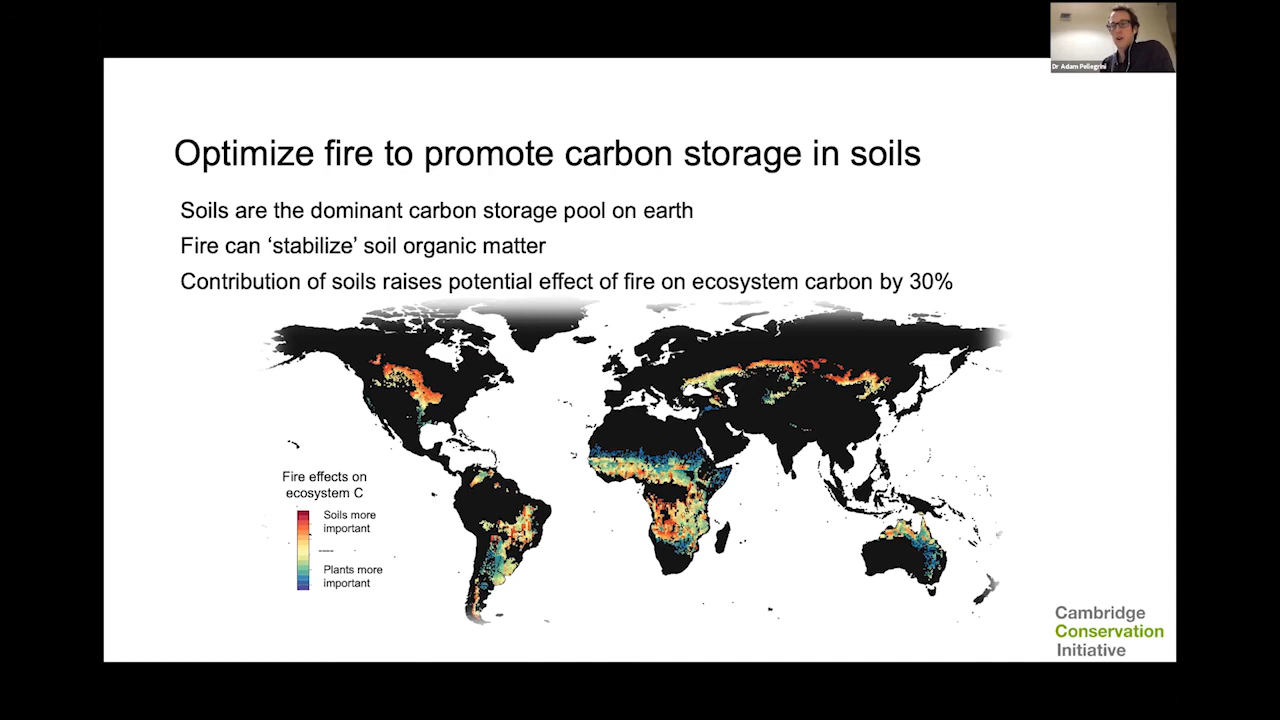 Dr Adam Pellegrini
Optimize fire to promote carbon storage in soils
Soils are the dominant carbon storage pool on earth
Fire can ‘stabilize’ soil organic matter
Contribution of soils raises potential effect of fire on ecosystem carbon by 30%
Fire effects on
ecosystem C
Soils more
important
Plants more
important
Cambridge
Conservation
Initiative